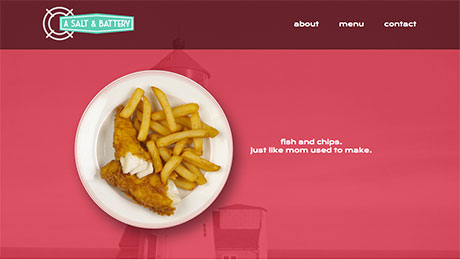 A SALT & BATTERY
about
menu
contact
fish and chips.
just like mom used to make.